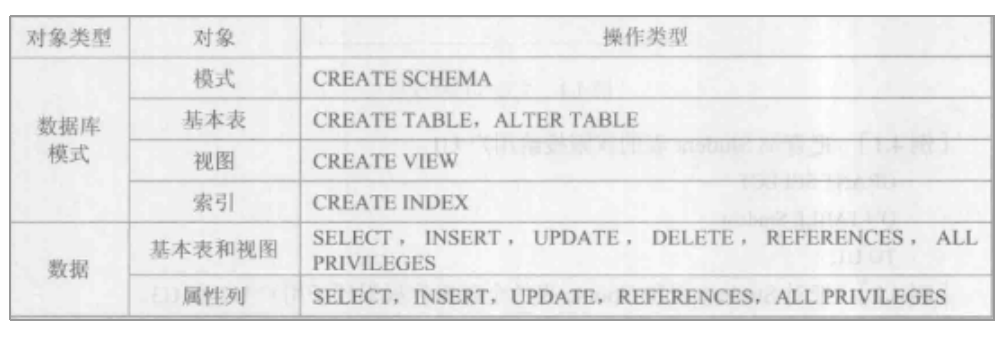 对象类型 对象 操作类型
数据库
模式
模式 CREATE SCHEMA
基本表 CREATE TABLE，ALTER TABLE
视图 CREATE VIEW
索引 CREATE INDEX
数据
基本表和视图
SELECT， INSERT， UPDATE， DELETE， REFERENCES， ALL
PRIVILEGES
属性列 SELECT，INSERT，UPDATE，REFERENCES，ALL PRIVILEGES